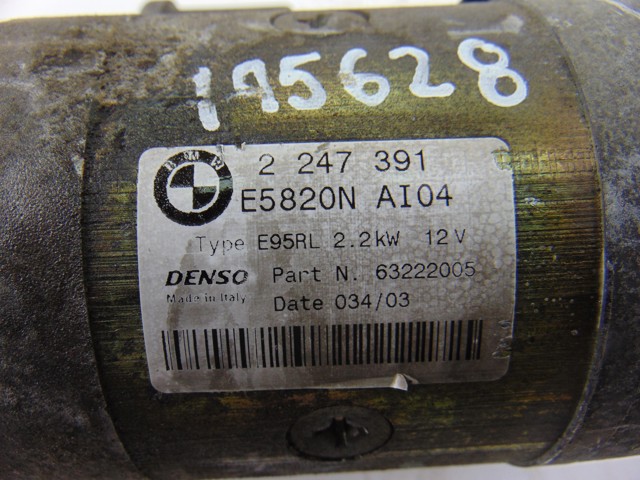 195628
BMW
2 247 391
E5820N AI04
Type E95RL 2.2kW 12V
DENSO Part N. 63222005
Made in Italy
Date 034/03